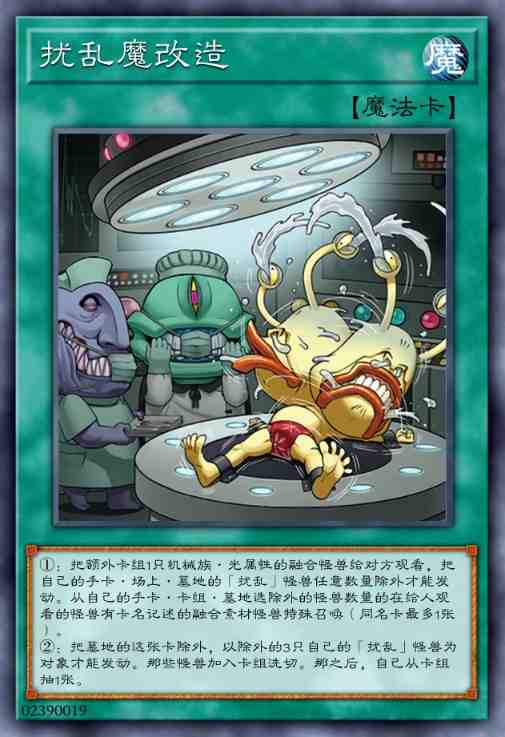 扰乱魔改造
魔
【魔法卡】
①：把额外卡组1只机械族・光属性的融合怪兽给对方观看，把
自己的手卡・场上・墓地的「扰乱」怪兽任意数量除外才能发
动。从自己的手卡・卡组・墓地选除外的怪兽数量的在给人观
看的怪兽有卡名记述的融合素材怪兽特殊召唤（同名卡最多1张
）。
②：把墓地的这张卡除外，以除外的3只自己的「扰乱」怪兽为
对象才能发动。那些怪兽加入卡组洗切。那之后，自己从卡组
抽1张。
02390019